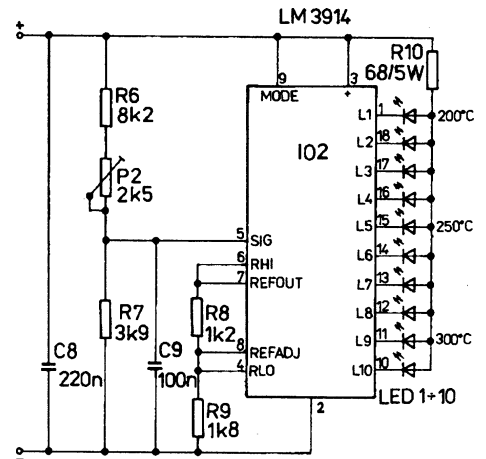 LM 3914
+
R10
68/5W
9
3
MODE
+
R6
8k2
IO2
L1 1 200°C
L2 18
P2
2k5
L3 17
L4 16
L5 15 250°C
5 SIG
L6 14
6 RHI
7 REFOUT
L7 13
R7
3k9
R8
1k2
L8 12
L9 11 300°C
8 REFADJ
C8
220n
C9
100n
4 RLO
L10 10
LED 1÷10
R9
1k8
2
–